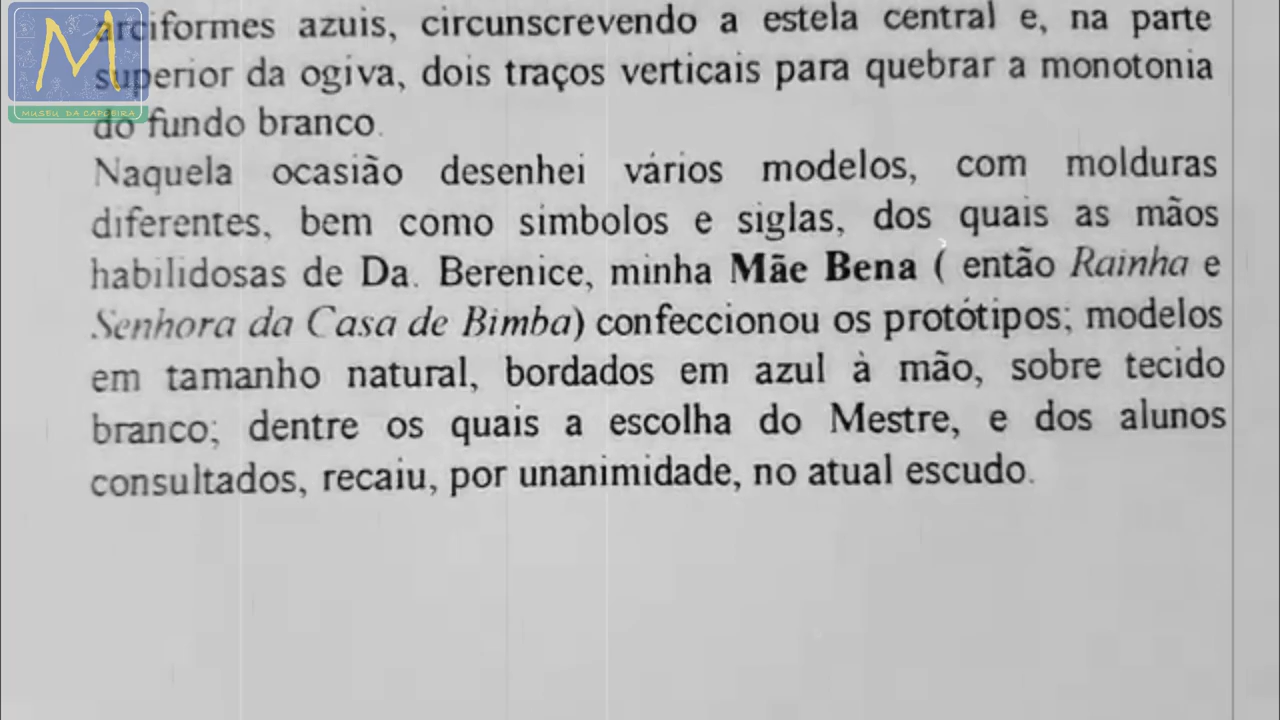 M
MUSEU DA CAPOEIRA
arciformes azuis, circunscrevendo a estela central e, na parte
superior da ogiva, dois traços verticais para quebrar a monotonia
do fundo branco.
Naquela ocasião desenhei vários modelos, com molduras
diferentes, bem como simbolos e siglas, dos quais as mãos
habilidosas de Da. Berenice, minha Mãe Bena ( então Rainha e
Senhora da Casa de Bimba) confeccionou os protótipos; modelos
em tamanho natural, bordados em azul à mão, sobre tecido
branco; dentre os quais a escolha do Mestre, e dos alunos
consultados, recaiu, por unanimidade, no atual escudo.